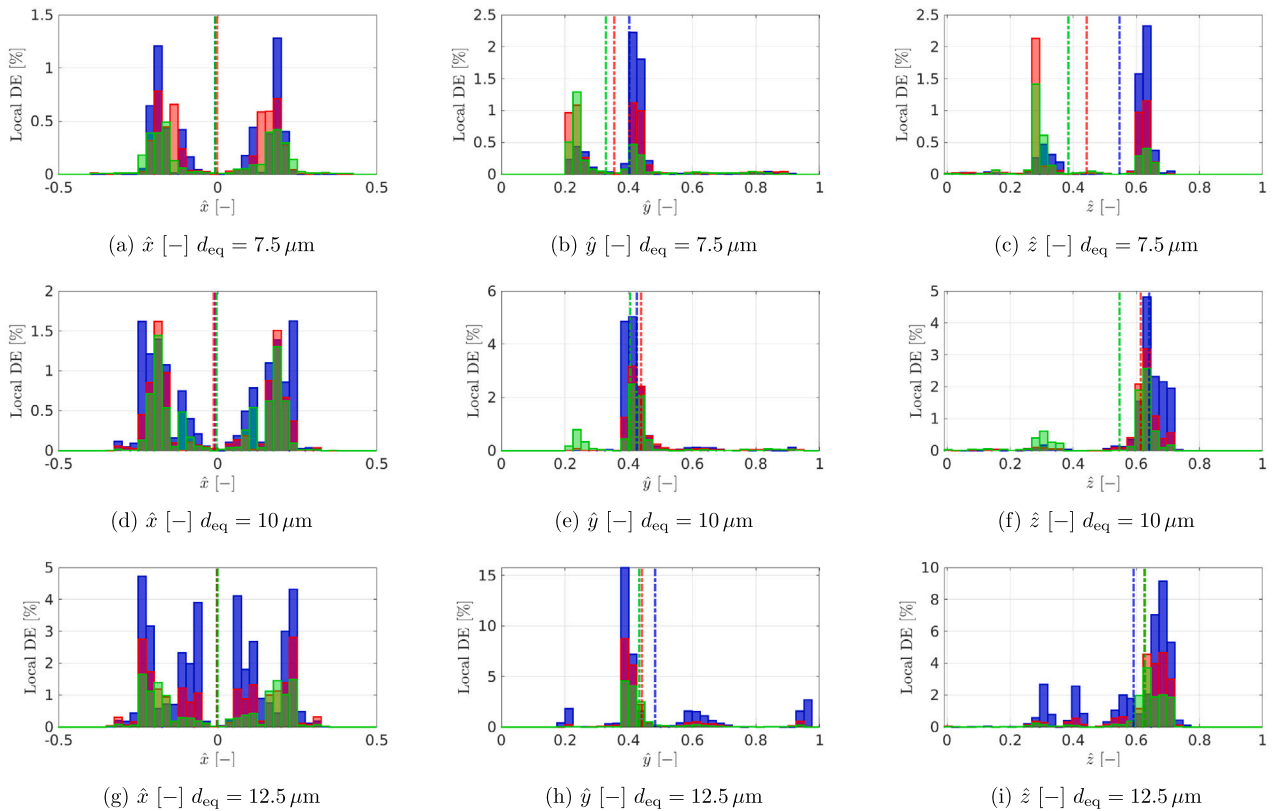 1.5
1
0.5
0
-0.5 0 0.5
Local DE [%]
x̂ [−]
(a) x̂ [−] d_eq = 7.5 μm
2.5
2
1.5
1
0.5
0
0 0.2 0.4 0.6 0.8 1
Local DE [%]
ŷ [−]
(b) ŷ [−] d_eq = 7.5 μm
2.5
2
1.5
1
0.5
0
0 0.2 0.4 0.6 0.8 1
Local DE [%]
ẑ [−]
(c) ẑ [−] d_eq = 7.5 μm
2
1.5
1
0.5
0
-0.5 0 0.5
Local DE [%]
x̂ [−]
(d) x̂ [−] d_eq = 10 μm
6
4
2
0
0 0.2 0.4 0.6 0.8 1
Local DE [%]
ŷ [−]
(e) ŷ [−] d_eq = 10 μm
5
4
3
2
1
0
0 0.2 0.4 0.6 0.8 1
Local DE [%]
ẑ [−]
(f) ẑ [−] d_eq = 10 μm
5
4
3
2
1
0
-0.5 0 0.5
Local DE [%]
x̂ [−]
(g) x̂ [−] d_eq = 12.5 μm
15
10
5
0
0 0.2 0.4 0.6 0.8 1
Local DE [%]
ŷ [−]
(h) ŷ [−] d_eq = 12.5 μm
10
8
6
4
2
0
0 0.2 0.4 0.6 0.8 1
Local DE [%]
ẑ [−]
(i) ẑ [−] d_eq = 12.5 μm